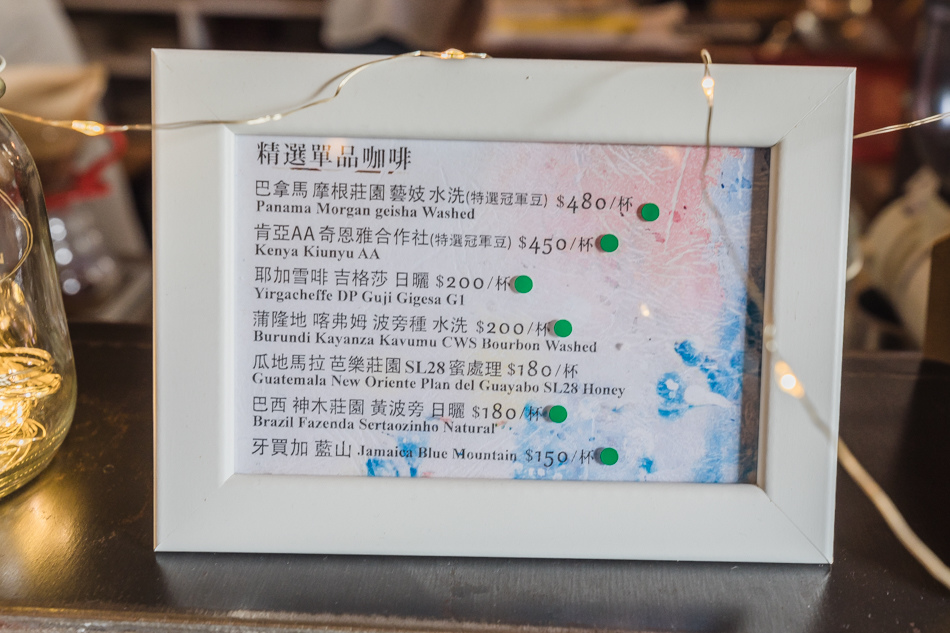 精選單品咖啡
巴拿馬 摩根莊園 藝妓 水洗(特選冠軍豆) $480/杯
Panama Morgan geisha Washed
肯亞AA奇恩雅合作社(特選冠軍豆) $450/杯
Kenya Kiunyu AA
耶加雪啡 吉格莎 日曬 $200/杯
Yirgacheffe DP Guji Gigesa G1
蒲隆地 喀弗姆 波旁種 水洗 $200/杯
Burundi Kayanza Kavumu CWS Bourbon Washed
瓜地馬拉 芭樂莊園 SL28 蜜處理 $180/杯
Guatemala New Oriente Plan del Guayabo SL28 Honey
巴西 神木莊園 黃波旁 日曬 $180/杯
Brazil Fazenda Sertaozinho Natural
牙買加 藍山 Jamaica Blue Mountain $150/杯